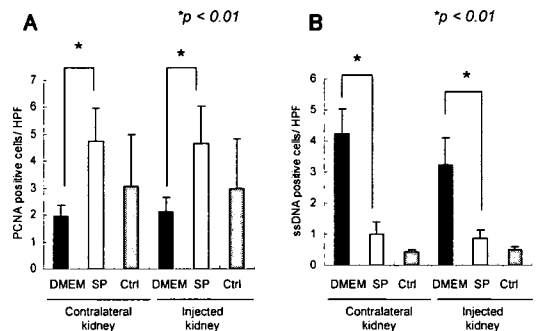 A
*p < 0.01
*
*
PCNA positive cells/ HPF
7
6
5
4
3
2
1
0
DMEM SP Ctrl DMEM SP Ctrl
Contralateral kidney
Injected kidney
B
*p < 0.01
*
*
ssDNA positive cells/ HPF
6
5
4
3
2
1
0
DMEM SP Ctrl DMEM SP Ctrl
Contralateral kidney
Injected kidney